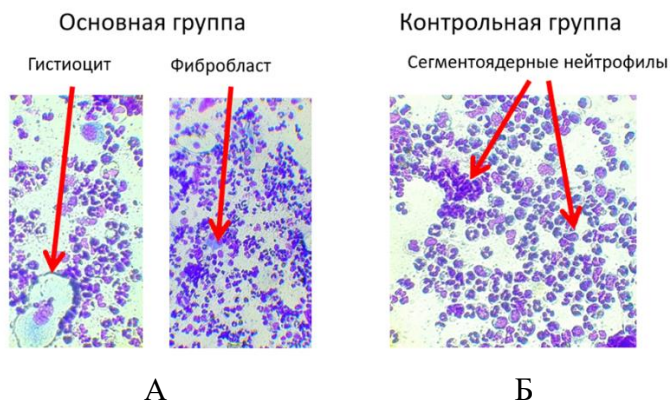 Основная группа
Контрольная группа
Гистиоцит
Фибробласт
Сегментоядерные нейтрофилы
А
Б